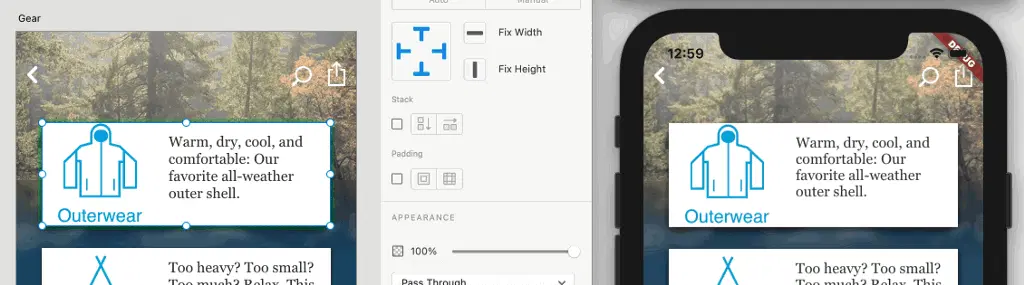 Gear
Warm, dry, cool, and
comfortable: Our
favorite all-weather
outer shell.
Outerwear
Too heavy? Too small?
Too much? Relax. This
Auto
Manual
Fix Width
Fix Height
Stack
Padding
APPEARANCE
100%
Pass Through
12:59
DEBUG
Warm, dry, cool, and
comfortable: Our
favorite all-weather
outer shell.
Outerwear
Too heavy? Too small?
Too much? Relax. This